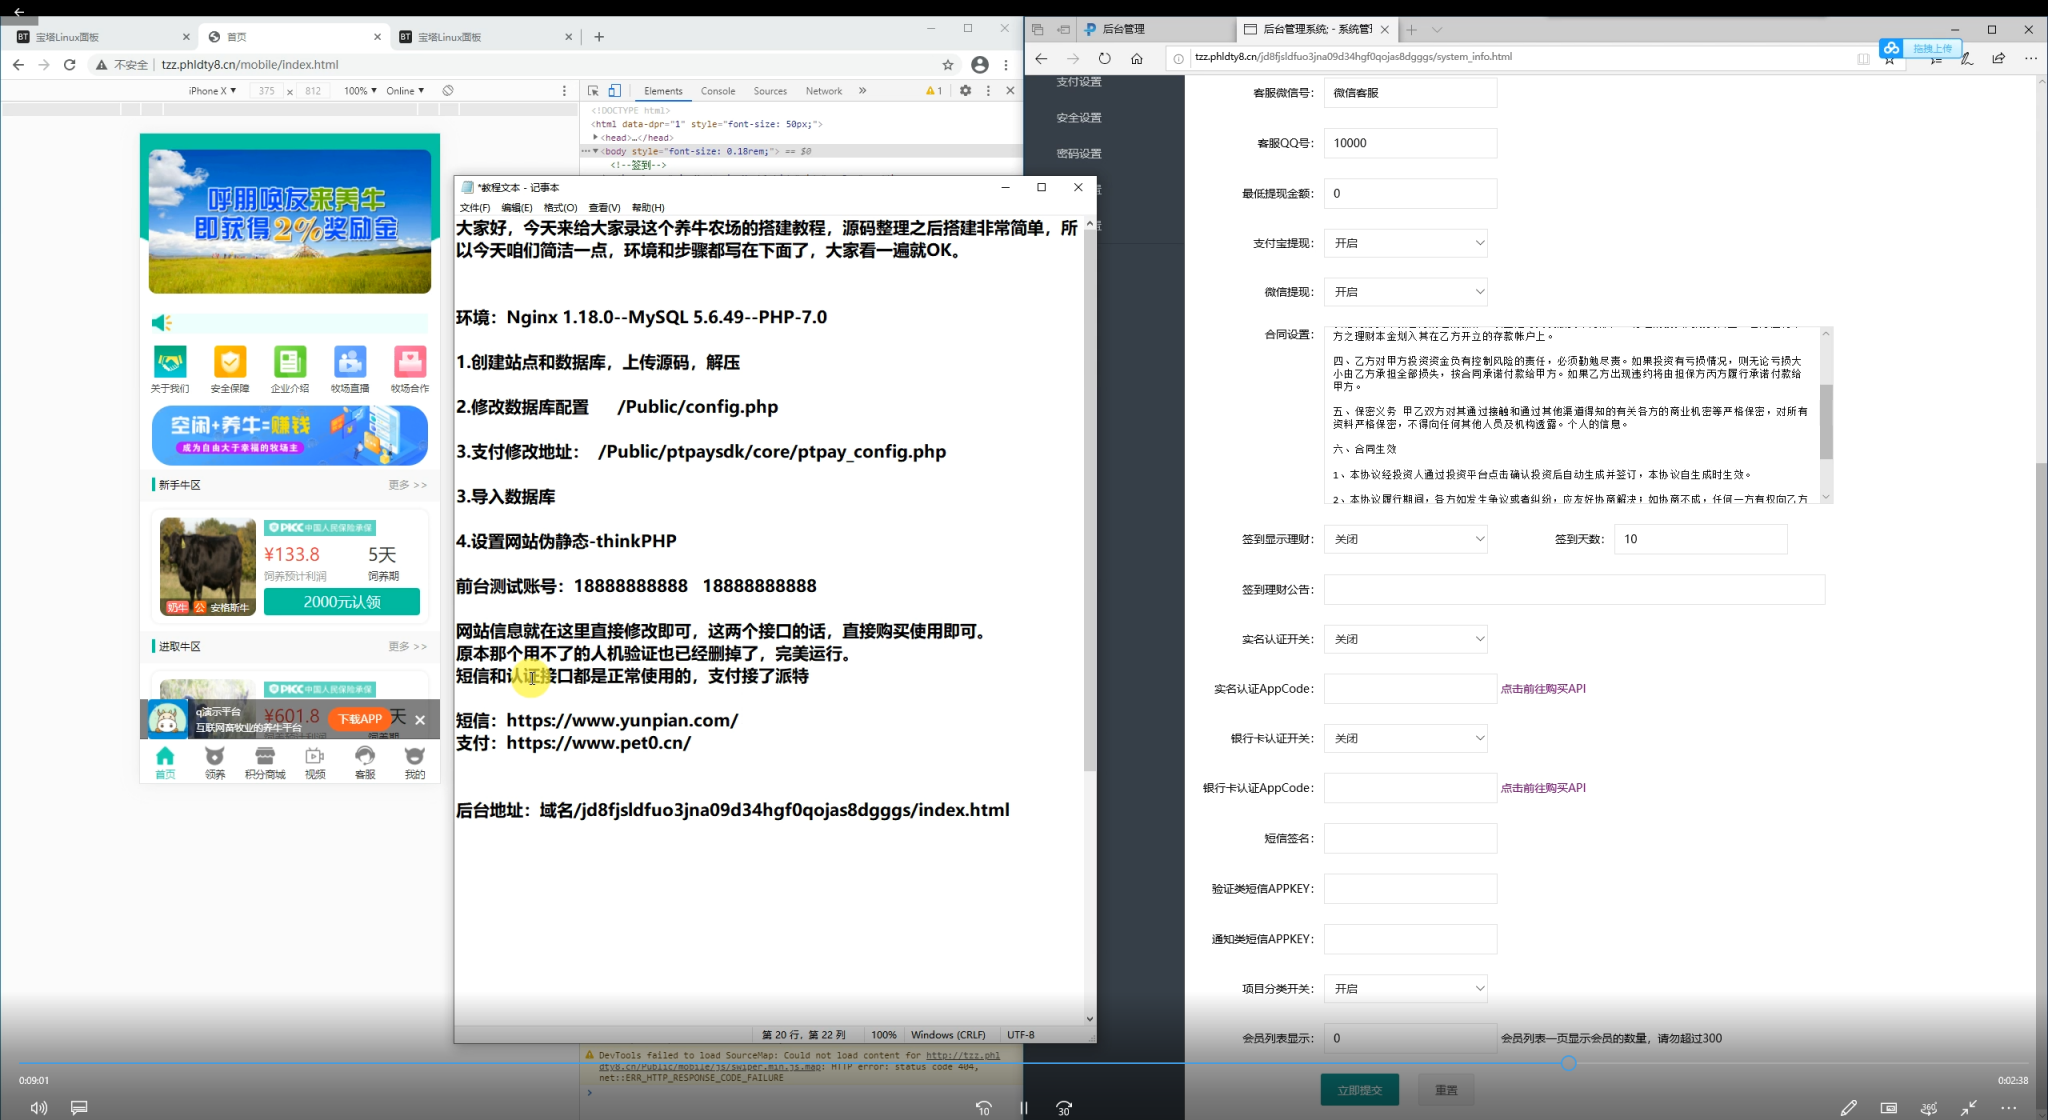 宝塔Linux面板
首页
宝塔Linux面板
不安全 | tzz.phldty8.cn/mobile/index.html
iPhone X 375 x 812 100% Online
Elements Console Sources Network 1
<!DOCTYPE html>
<html data-dpr="1" style="font-size: 50px;">
<head>…</head>
<body style="font-size: 0.18rem;"> == $0
<!--签到-->
呼朋唤友来养牛
即获得2%奖励金
关于我们 安全保障 企业介绍 牧场直播 牧场合作
空闲+养牛=赚钱
成为自由大于幸福的牧场主
新手牛区 更多 >>
PICC 中国人民保险承保
¥133.8 5天
饲养预计利润 饲养期
奶牛 公 安格斯牛
2000元认领
进取牛区 更多 >>
PICC 中国人民保险承保
¥601.8 天
q演示平台
互联网畜牧业的养牛平台
下载APP
首页 领养 积分商城 视频 客服 我的
*教程文本 - 记事本
文件(F) 编辑(E) 格式(O) 查看(V) 帮助(H)
大家好，今天来给大家录这个养牛农场的搭建教程，源码整理之后搭建非常简单，所
以今天咱们简洁一点，环境和步骤都写在下面了，大家看一遍就OK。
环境：Nginx 1.18.0--MySQL 5.6.49--PHP-7.0
1.创建站点和数据库，上传源码，解压
2.修改数据库配置 /Public/config.php
3.支付修改地址： /Public/ptpaysdk/core/ptpay_config.php
3.导入数据库
4.设置网站伪静态-thinkPHP
前台测试账号：18888888888 18888888888
网站信息就在这里直接修改即可，这两个接口的话，直接购买使用即可。
原本那个用不了的人机验证也已经删掉了，完美运行。
短信和认证接口都是正常使用的，支付接了派特
短信：https://www.yunpian.com/
支付：https://www.pet0.cn/
后台地址：域名/jd8fjsldfuo3jna09d34hgf0qojas8dgggs/index.html
第 20 行，第 22 列 100% Windows (CRLF) UTF-8
DevTools failed to load SourceMap: Could not load content for http://tzz.phl
dty8.cn/Public/mobile/js/swiper.min.js.map: HTTP error: status code 404,
net::ERR_HTTP_RESPONSE_CODE_FAILURE
后台管理
后台管理系统; - 系统管
tzz.phldty8.cn/jd8fjsldfuo3jna09d34hgf0qojas8dgggs/system_info.html
拖拽上传
支付设置
安全设置
密码设置
客服微信号： 微信客服
客服QQ号： 10000
最低提现金额： 0
支付宝提现： 开启
微信提现： 开启
合同设置：
方之理财本金划入其在乙方开立的存款帐户上。
四、乙方对甲方投资资金负有控制风险的责任，必须勤勉尽责。如果投资有亏损情况，则无论亏损大
小由乙方承担全部损失，按合同承诺付款给甲方。如果乙方出现违约将由担保方丙方履行承诺付款给
甲方。
五、保密义务 甲乙双方对其通过接触和通过其他渠道得知的有关各方的商业机密等严格保密，对所有
资料严格保密，不得向任何其他人员及机构透露。个人的信息。
六、合同生效
1、本协议经投资人通过投资平台点击确认投资后自动生成并签订，本协议自生成时生效。
2、本协议履行期间，各方如发生争议或者纠纷，应友好协商解决；如协商不成，任何一方有权向乙方
签到显示理财： 关闭 签到天数： 10
签到理财公告：
实名认证开关： 关闭
实名认证AppCode： 点击前往购买API
银行卡认证开关： 关闭
银行卡认证AppCode： 点击前往购买API
短信签名：
验证类短信APPKEY：
通知类短信APPKEY：
项目分类开关： 开启
会员列表显示： 0 会员列表一页显示会员的数量，请勿超过300
立即提交 重置
0:09:01
0:02:38
10 30
360